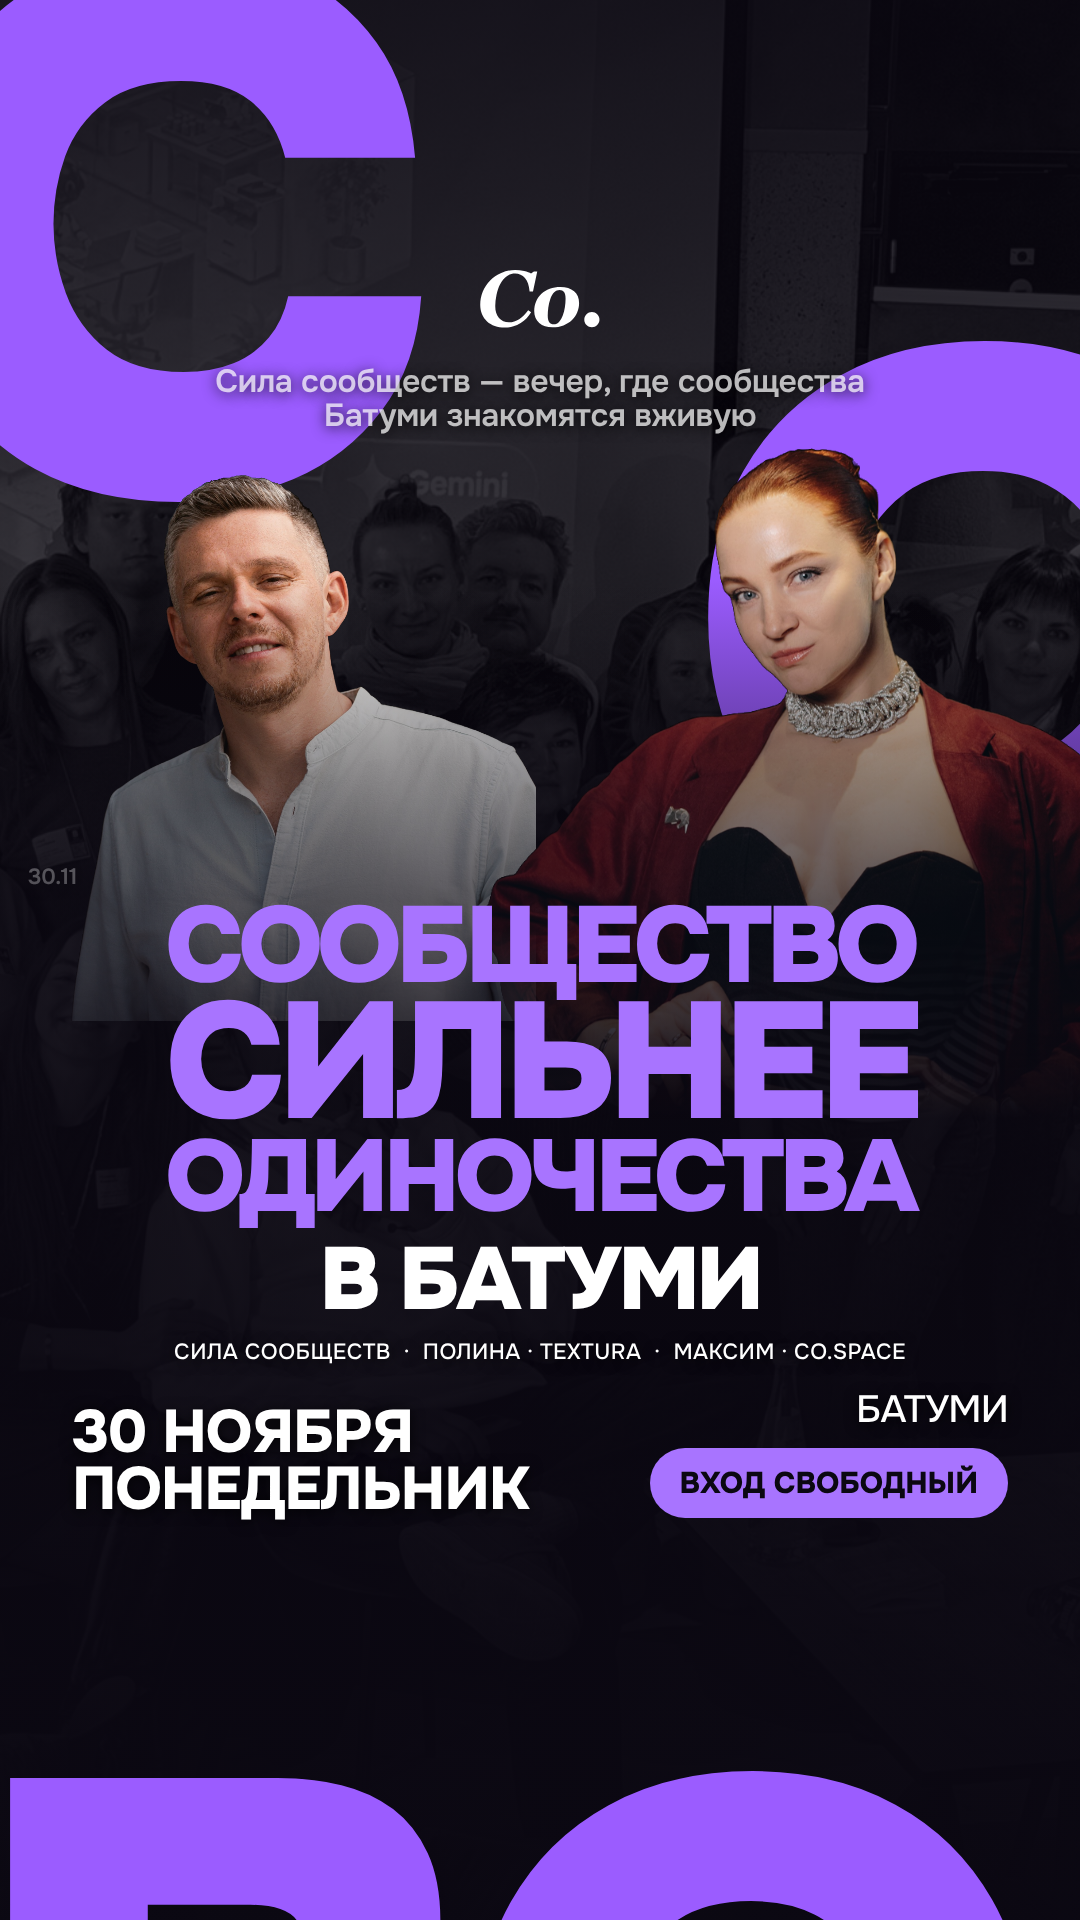 Co.
Сила сообществ — вечер, где сообщества
Батуми знакомятся вживую
Gemini
30.11
СООБЩЕСТВО
СИЛЬНЕЕ
ОДИНОЧЕСТВА
В БАТУМИ
СИЛА СООБЩЕСТВ · ПОЛИНА · TEXTURA · МАКСИМ · CO.SPACE
30 НОЯБРЯ
ПОНЕДЕЛЬНИК
БАТУМИ
ВХОД СВОБОДНЫЙ